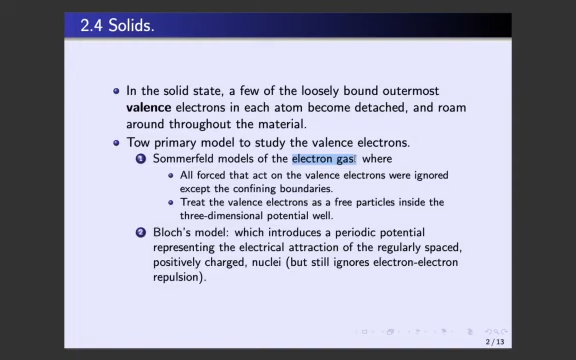 2.4 Solids.
In the solid state, a few of the loosely bound outermost
valence electrons in each atom become detached, and roam
around throughout the material.
Tow primary model to study the valence electrons.
1 Sommerfeld models of the electron gas: where
All forced that act on the valence electrons were ignored
except the confining boundaries.
Treat the valence electrons as a free particles inside the
three-dimensional potential well.
2 Bloch's model: which introduces a periodic potential
representing the electrical attraction of the regularly spaced,
positively charged, nuclei (but still ignores electron-electron
repulsion).
2 / 13